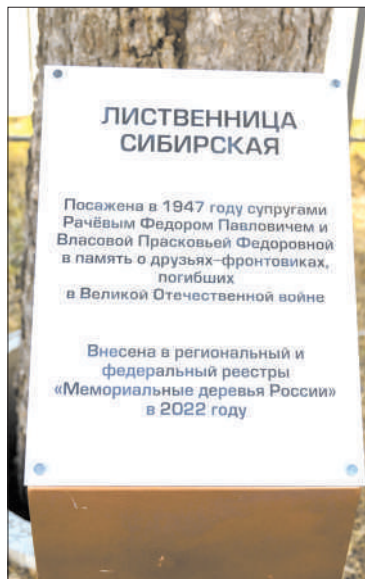 ЛИСТВЕННИЦА
СИБИРСКАЯ
Посажена в 1947 году супругами
Рачёвым Федором Павловичем и
Власовой Прасковьей Федоровной
в память о друзьях-фронтовиках,
погибших
в Великой Отечественной войне
Внесена в региональный и
федеральный реестры
«Мемориальные деревья России»
в 2022 году